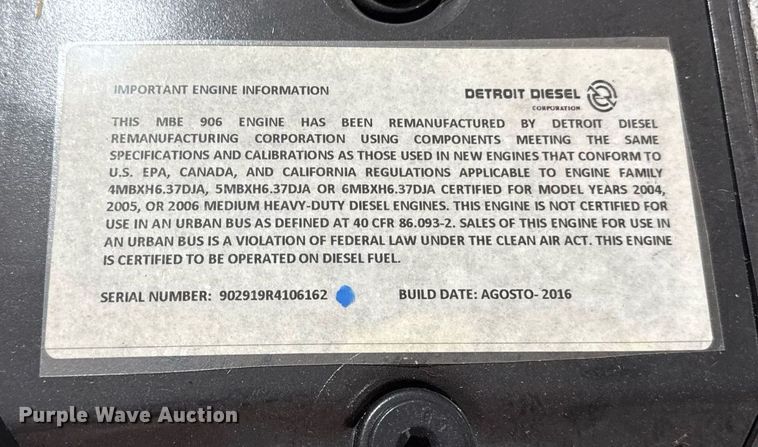 IMPORTANT ENGINE INFORMATION
DETROIT DIESEL
CORPORATION
THIS MBE 906 ENGINE HAS BEEN REMANUFACTURED BY DETROIT DIESEL
REMANUFACTURING CORPORATION USING COMPONENTS MEETING THE SAME
SPECIFICATIONS AND CALIBRATIONS AS THOSE USED IN NEW ENGINES THAT CONFORM TO
U.S. EPA, CANADA, AND CALIFORNIA REGULATIONS APPLICABLE TO ENGINE FAMILY
4MBXH6.37DJA, 5MBXH6.37DJA OR 6MBXH6.37DJA CERTIFIED FOR MODEL YEARS 2004,
2005, OR 2006 MEDIUM HEAVY-DUTY DIESEL ENGINES. THIS ENGINE IS NOT CERTIFIED FOR
USE IN AN URBAN BUS AS DEFINED AT 40 CFR 86.093-2. SALES OF THIS ENGINE FOR USE IN
AN URBAN BUS IS A VIOLATION OF FEDERAL LAW UNDER THE CLEAN AIR ACT. THIS ENGINE
IS CERTIFIED TO BE OPERATED ON DIESEL FUEL.
SERIAL NUMBER: 902919R4106162 BUILD DATE: AGOSTO- 2016
Purple Wave Auction